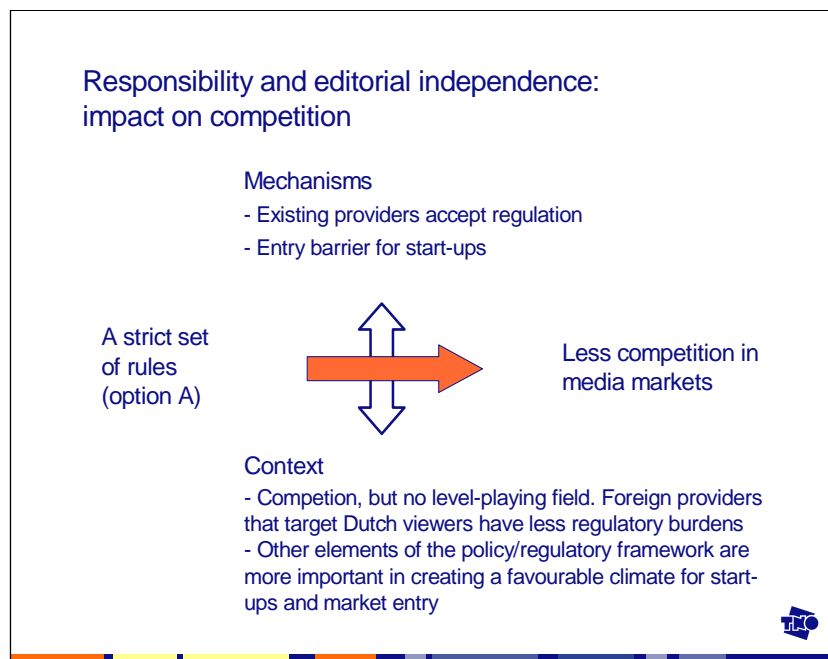 Responsibility and editorial independence:
impact on competition
Mechanisms
- Existing providers accept regulation
- Entry barrier for start-ups
A strict set
of rules
(option A)
Less competition in
media markets
Context
- Competion, but no level-playing field. Foreign providers
that target Dutch viewers have less regulatory burdens
- Other elements of the policy/regulatory framework are
more important in creating a favourable climate for start-
ups and market entry
TNO